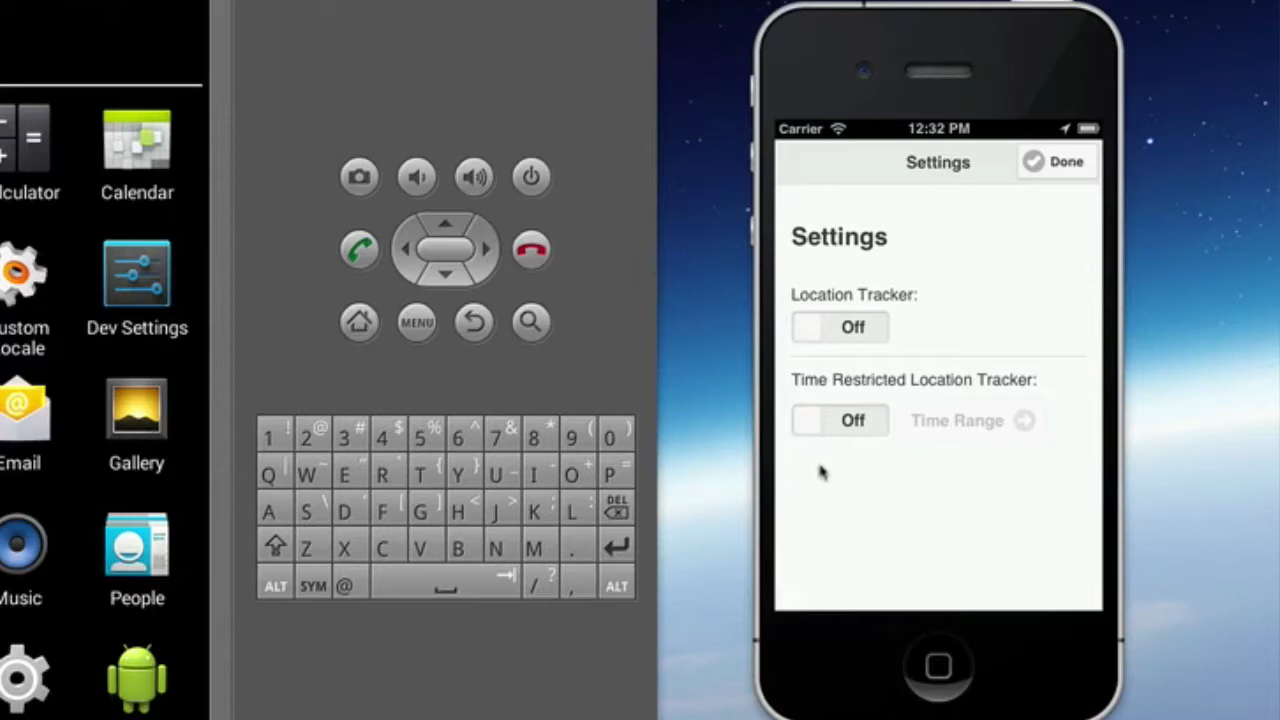 lculator
Calendar
ustom
ocale
Dev Settings
Email
Gallery
Music
People
MENU
1 ! 2 @ 3 # 4 $ 5 % 6 ^ 7 & 8 * 9 ( 0 )
Q | W ~ E " R ` T { Y } U _ I - O + P =
A S \ D ' F [ G ] H < J > K ; L : DEL
Z X C V B N M .
ALT SYM @ / ? , ALT
Carrier 12:32 PM
Settings Done
Settings
Location Tracker:
Off
Time Restricted Location Tracker:
Off Time Range